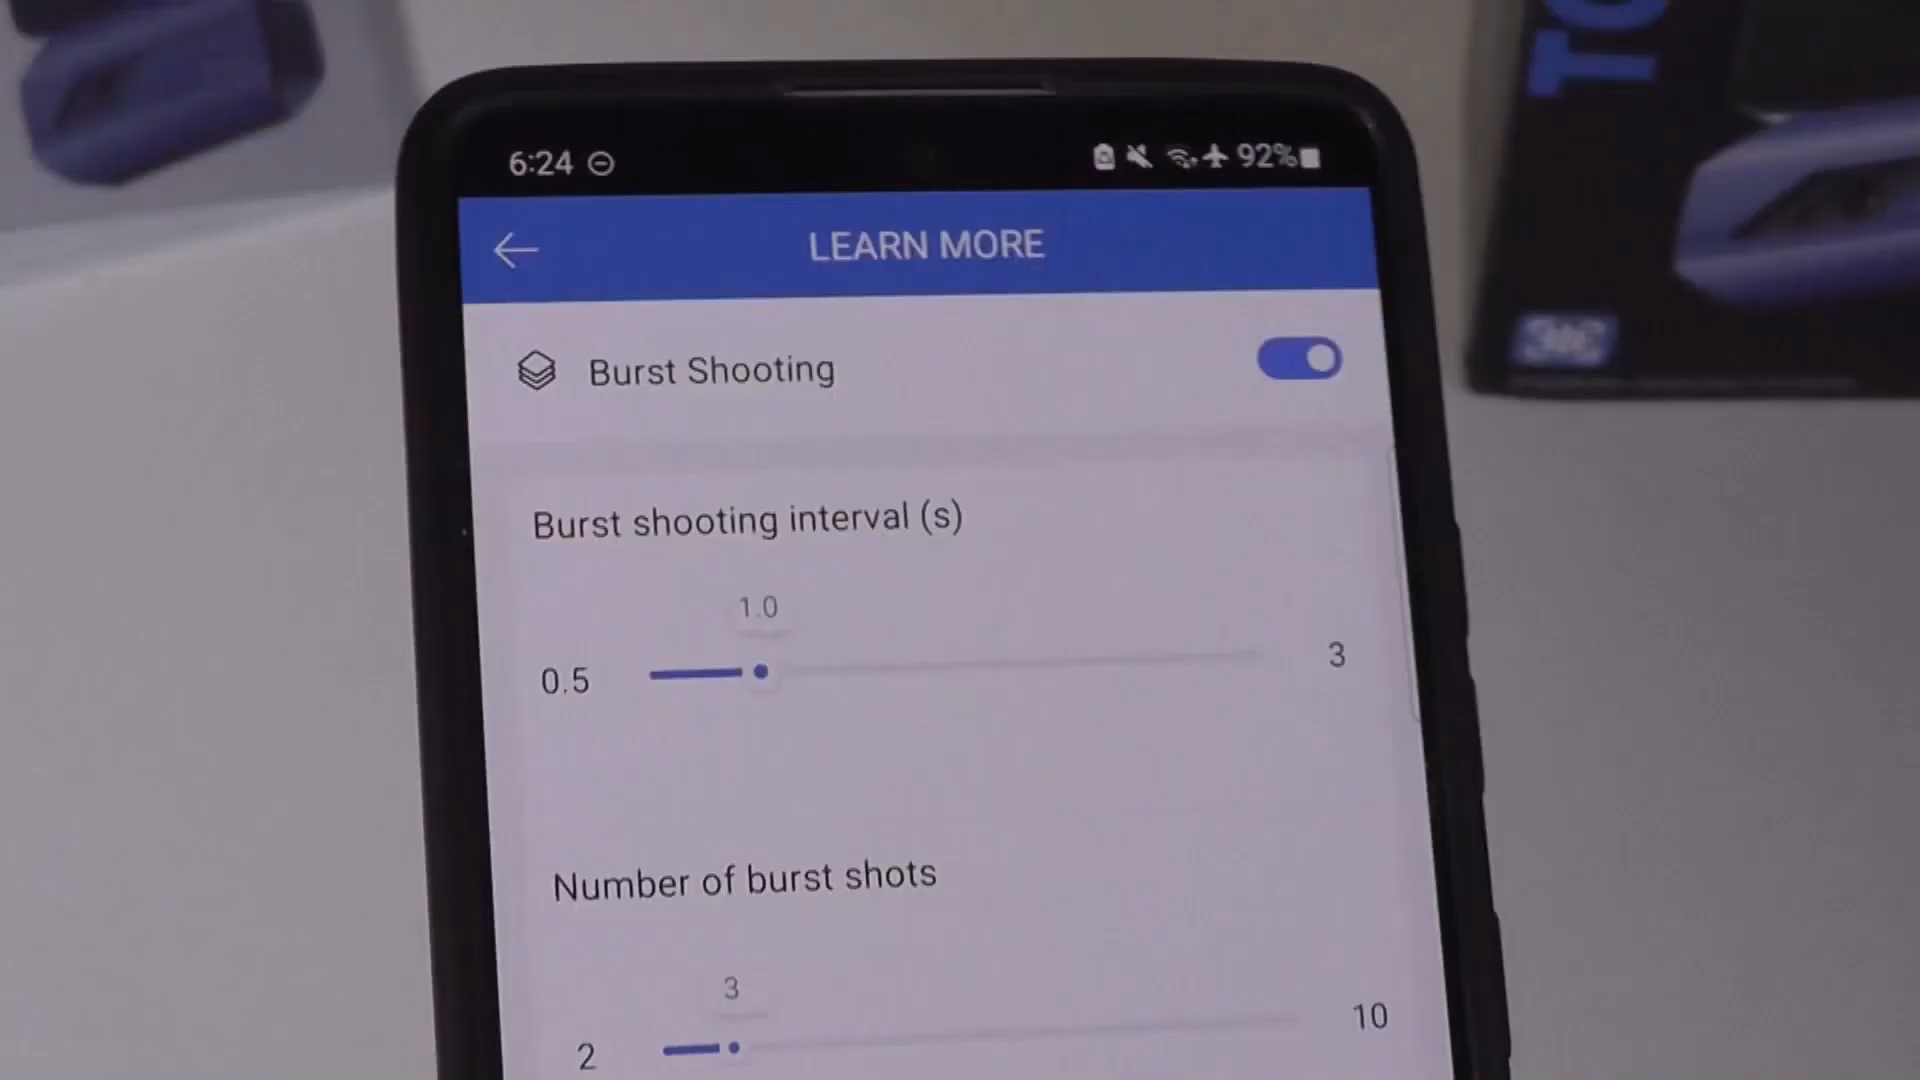 6:24 92%
LEARN MORE
Burst Shooting
Burst shooting interval (s)
1.0
0.5 3
Number of burst shots
3
2 10